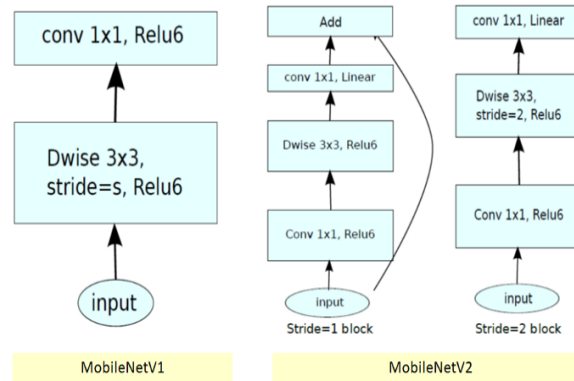 conv 1x1, Relu6
Dwise 3x3,
stride=s, Relu6
input
MobileNetV1
Add
conv 1x1, Linear
Dwise 3x3, Relu6
Conv 1x1, Relu6
input
Stride=1 block
conv 1x1, Linear
Dwise 3x3,
stride=2, Relu6
Conv 1x1, Relu6
input
Stride=2 block
MobileNetV2